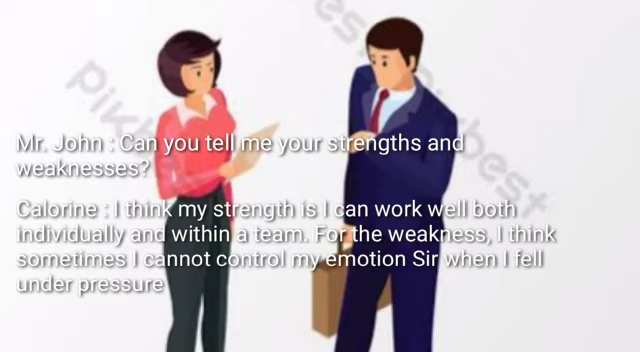 Mr. John : Can you tell me your strengths and
weaknesses?
Calorine : I think my strength is I can work well both
individually and within a team. For the weakness, I think
sometimes I cannot control my emotion Sir when I fell
under pressure